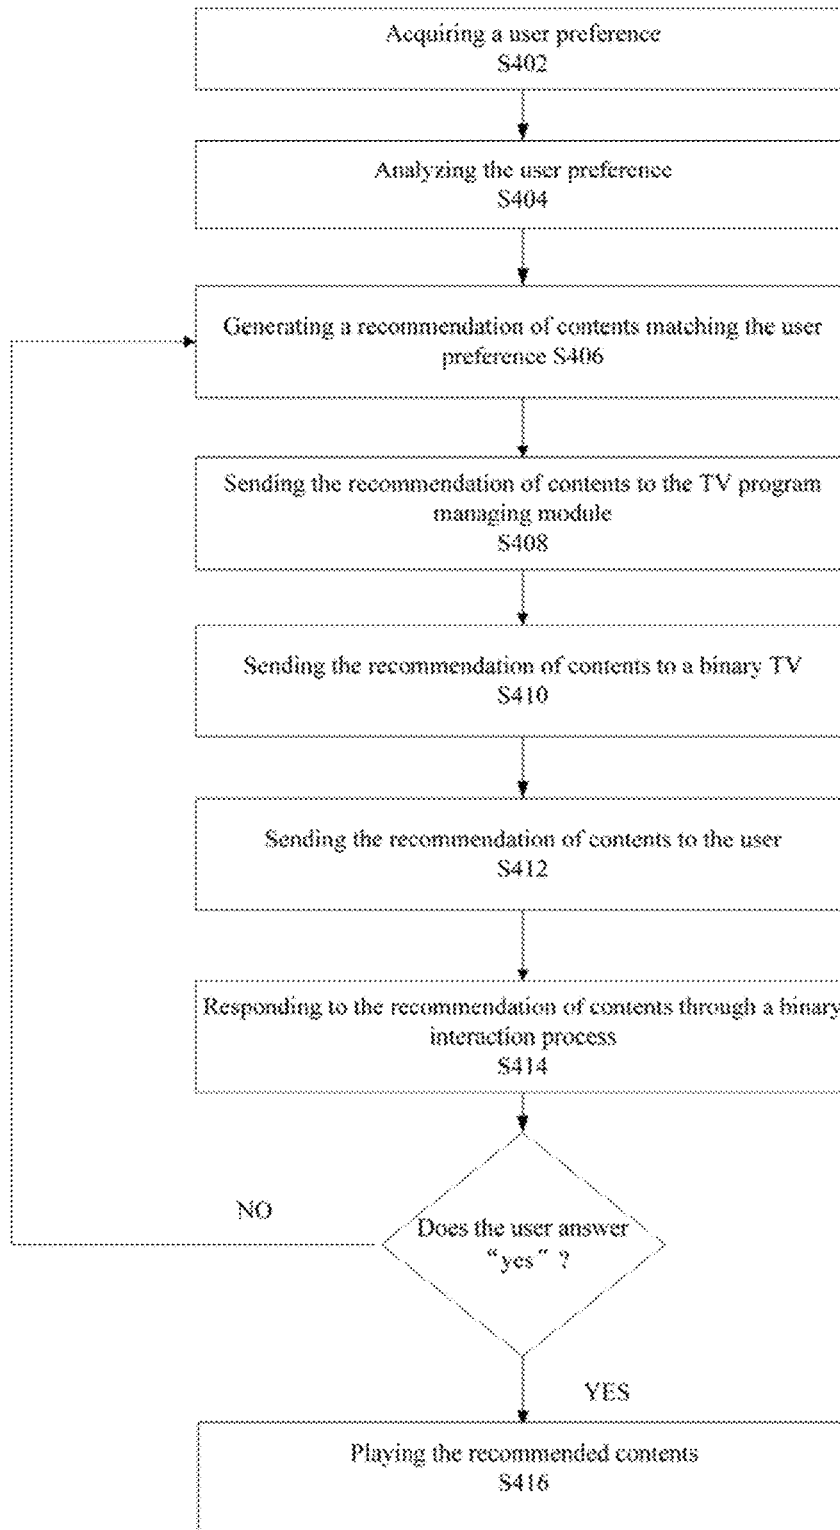 Acquiring a user preference
S402
Analyzing the user preference
S404
Generating a recommendation of contents matching the user
preference S406
Sending the recommendation of contents to the TV program
managing module
S408
Sending the recommendation of contents to a binary TV
S410
Sending the recommendation of contents to the user
S412
Responding to the recommendation of contents through a binary
interaction process
S414
NO
Does the user answer
“yes“ ?
YES
Playing the recommended contents
S416